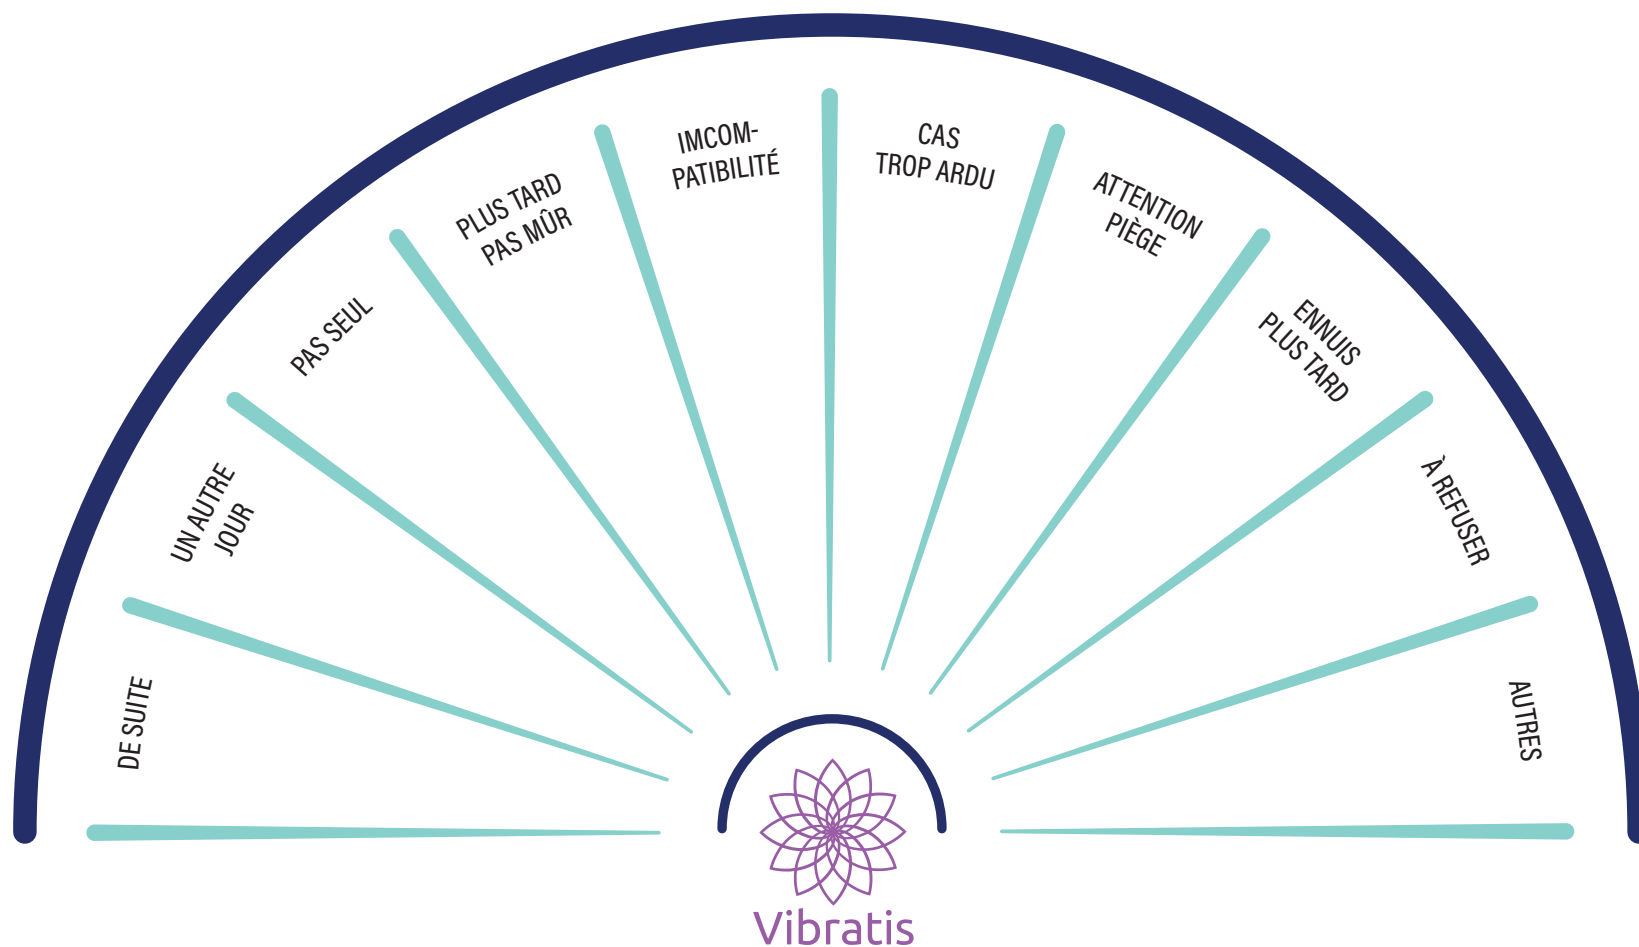 DE SUITE
UN AUTRE
JOUR
PAS SEUL
PLUS TARD
PAS MÛR
IMCOM-
PATIBILITÉ
CAS
TROP ARDU
ATTENTION
PIÈGE
ENNUIS
PLUS TARD
À REFUSER
AUTRES
Vibratis